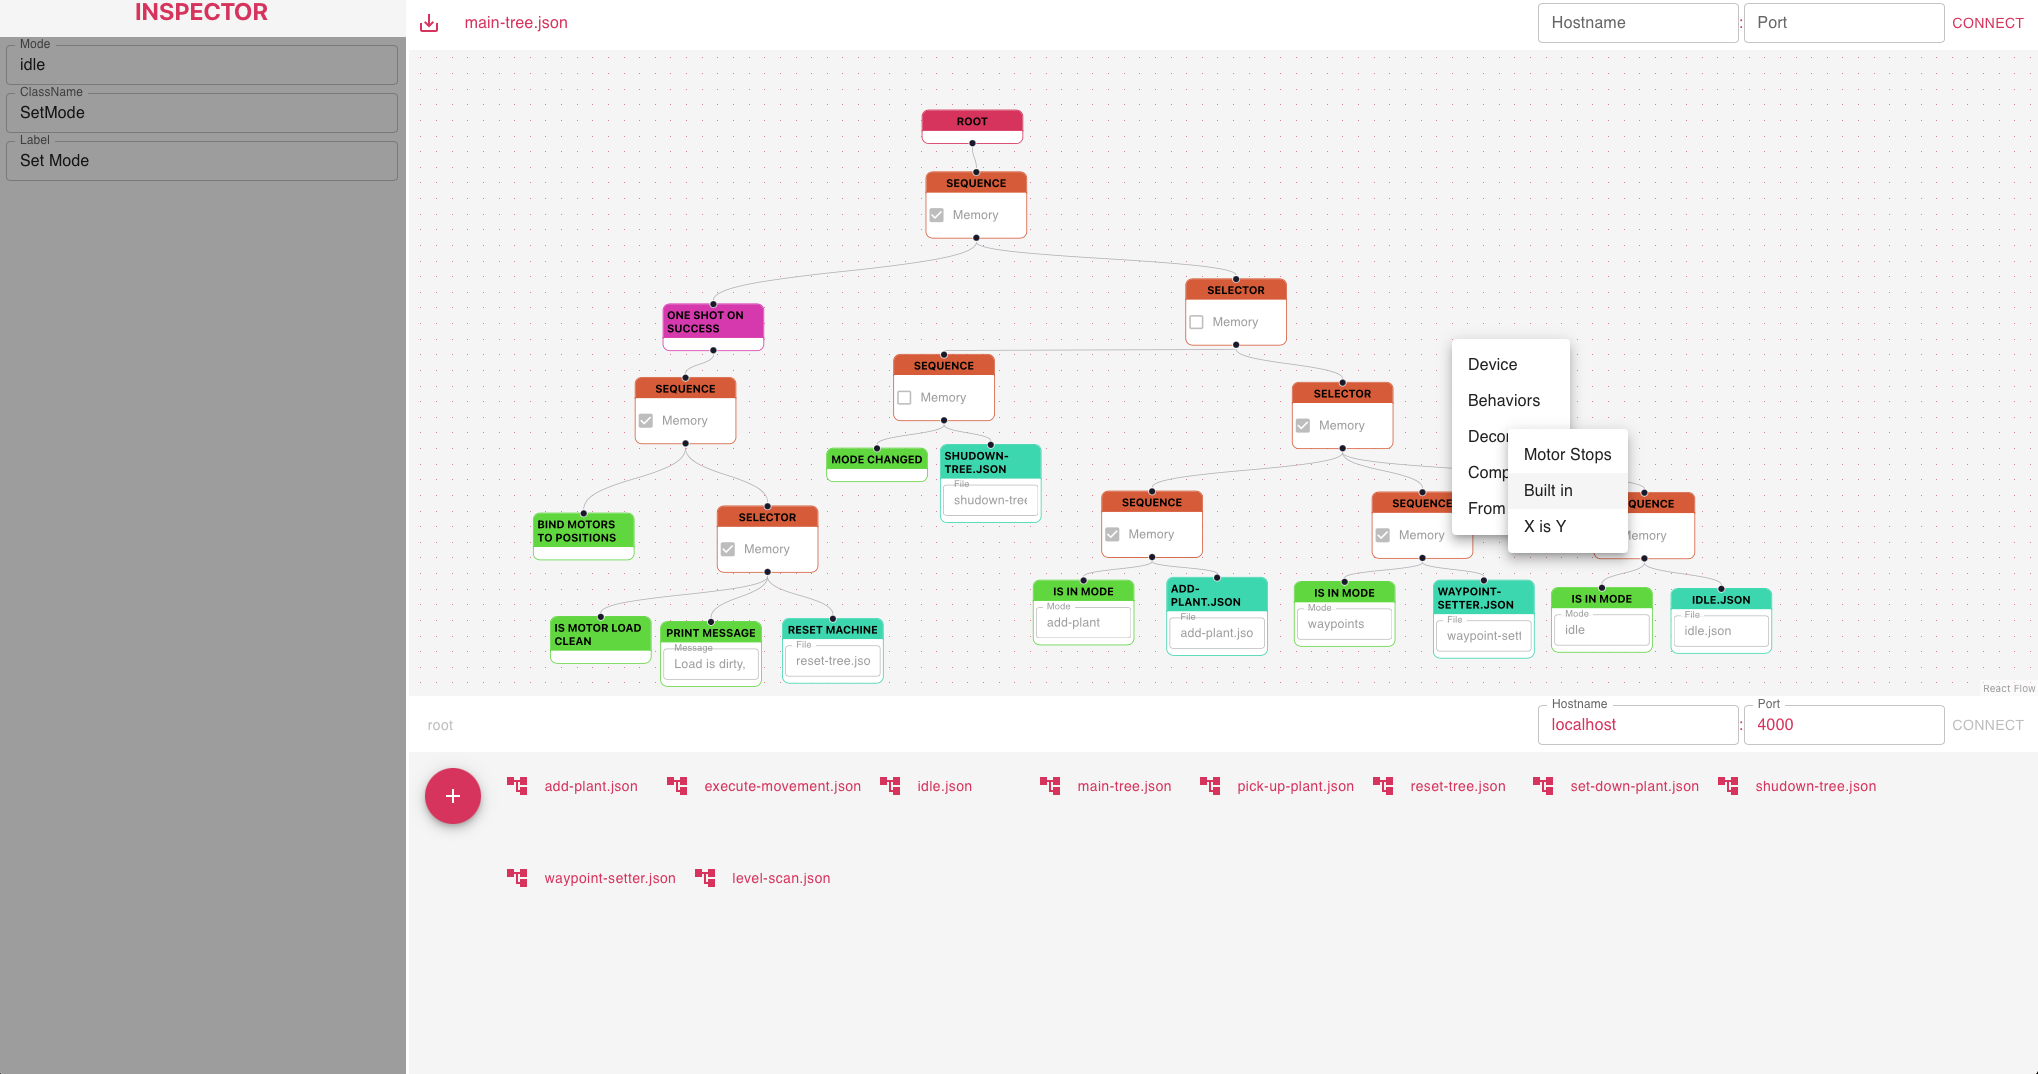 INSPECTOR
Mode
idle
ClassName
SetMode
Label
Set Mode
main-tree.json
Hostname
:
Port
CONNECT
ROOT
SEQUENCE
Memory
SELECTOR
Memory
ONE SHOT ON
SUCCESS
SEQUENCE
Memory
SEQUENCE
Memory
SELECTOR
Memory
MODE CHANGED
SHUDOWN-
TREE.JSON
File
shudown-tree
BIND MOTORS
TO POSITIONS
SELECTOR
Memory
SEQUENCE
Memory
SEQUENCE
Memory
QUENCE
emory
Device
Behaviors
Decor
Comp
From
Motor Stops
Built in
X is Y
IS MOTOR LOAD
CLEAN
PRINT MESSAGE
Message
Load is dirty,
RESET MACHINE
File
reset-tree.jso
IS IN MODE
Mode
add-plant
ADD-
PLANT.JSON
File
add-plant.jso
IS IN MODE
Mode
waypoints
WAYPOINT-
SETTER.JSON
File
waypoint-sett
IS IN MODE
Mode
idle
IDLE.JSON
File
idle.json
React Flow
root
Hostname
localhost
:
Port
4000
CONNECT
+
add-plant.json
execute-movement.json
idle.json
main-tree.json
pick-up-plant.json
reset-tree.json
set-down-plant.json
shudown-tree.json
waypoint-setter.json
level-scan.json